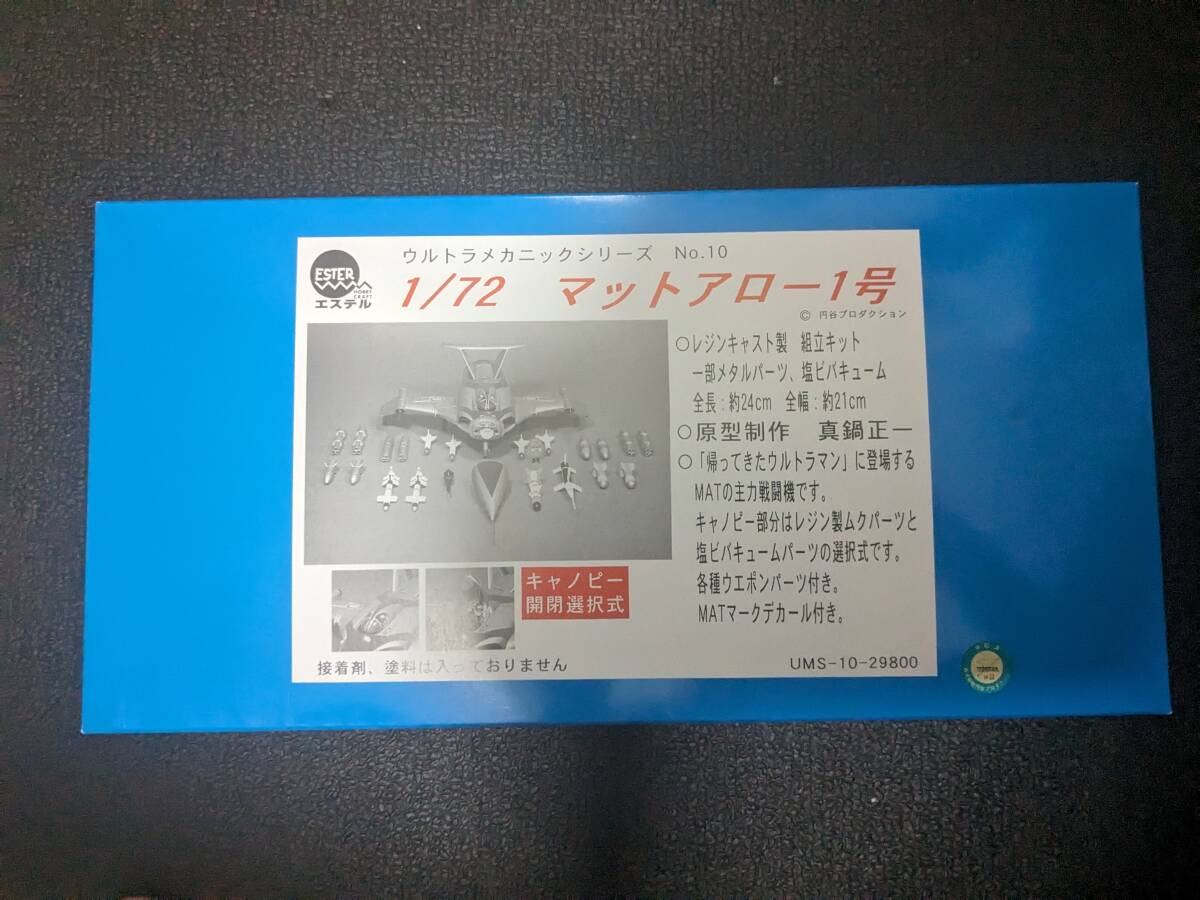 ESTER
HOBBY
CRAFT
エステル
ウルトラメカニックシリーズ No.10
1/72 マットアロー1号
© 円谷プロダクション
○レジンキャスト製 組立キット
一部メタルパーツ、塩ビバキューム
全長：約24cm 全幅：約21cm
○原型制作 真鍋正一
○「帰ってきたウルトラマン」に登場する
MATの主力戦闘機です。
キャノピー部分はレジン製ムクパーツと
塩ビバキュームパーツの選択式です。
各種ウエポンパーツ付き。
MATマークデカール付き。
キャノピー
開閉選択式
接着剤、塗料は入っておりません
UMS-10-29800